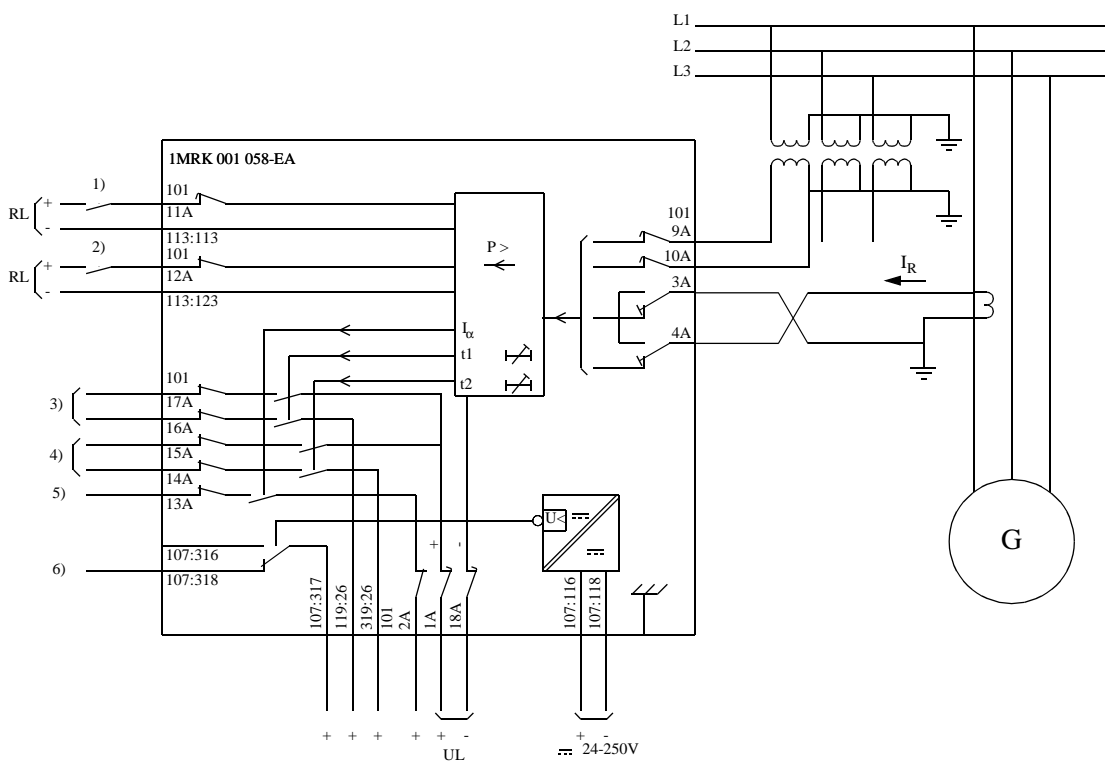 L1
L2
L3
1MRK 001 058-EA
1)
101
RL
+
11A
-
113:113
2)
101
RL
+
12A
-
113:123
P >
101
9A
10A
3A
4A
IR
Iα
t1
t2
101
3)
17A
16A
4)
15A
14A
5)
13A
107:316
6)
107:318
U<
G
+
-
107:317
119:26
319:26
101
2A
1A
18A
107:116
107:118
+
+
+
+
+
-
UL
+
-
24-250V